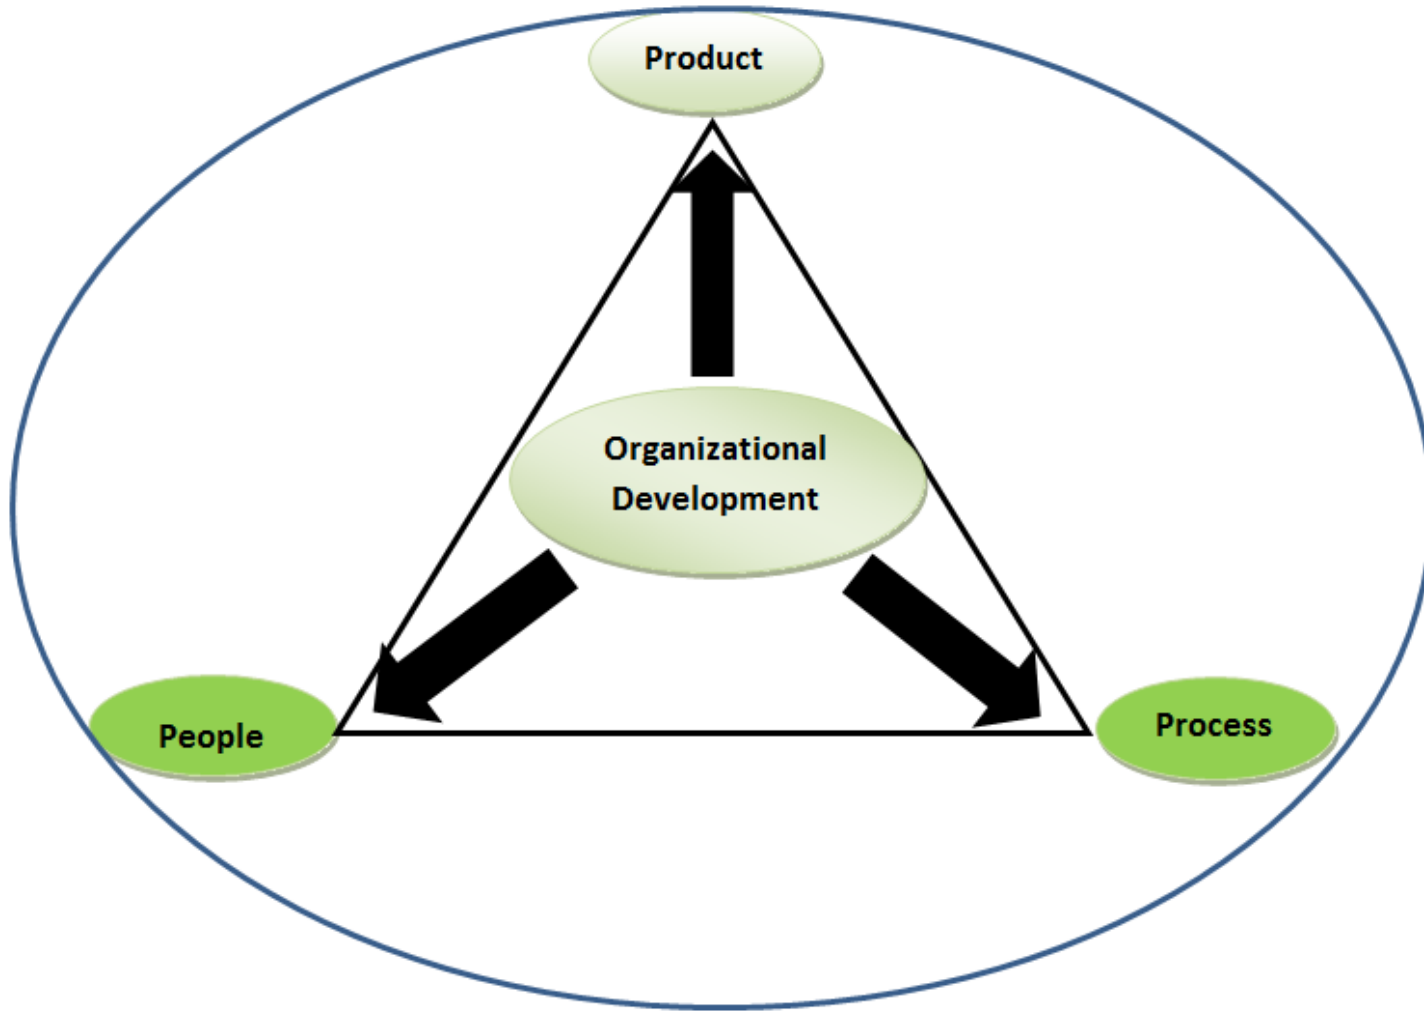 Product
Organizational
Development
People
Process